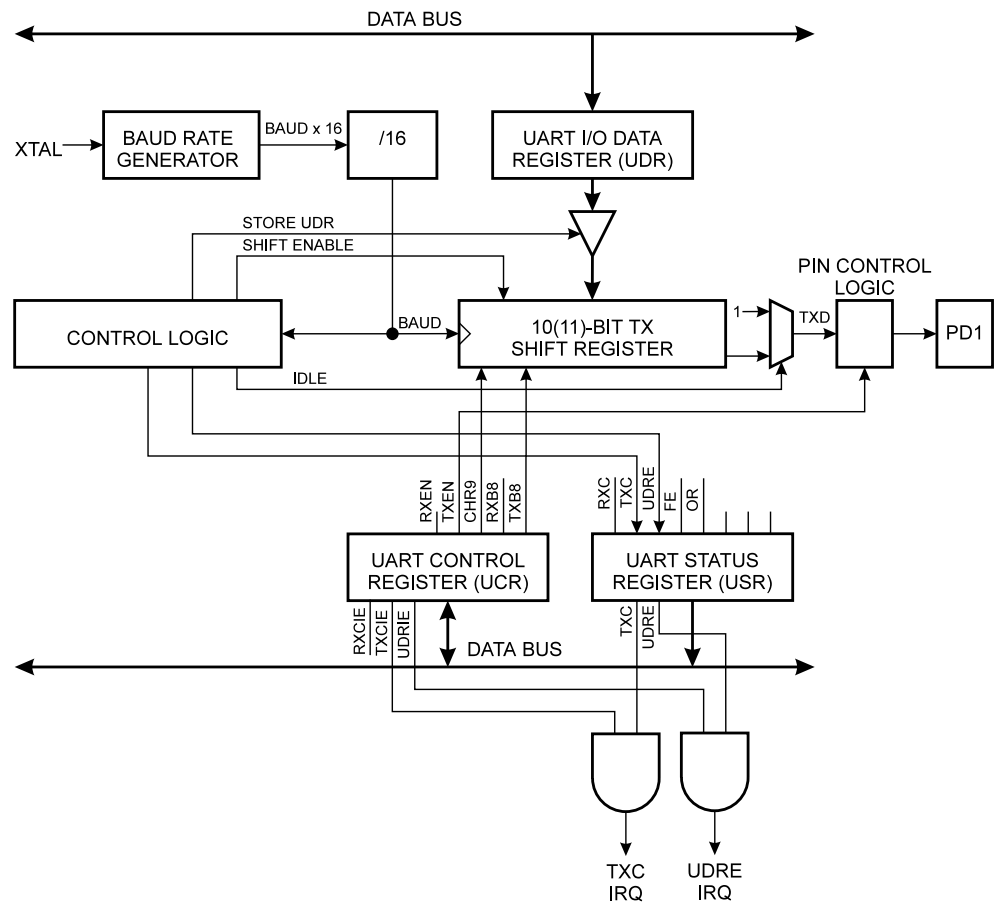 DATA BUS
XTAL
BAUD RATE
GENERATOR
BAUD x 16
/16
UART I/O DATA
REGISTER (UDR)
STORE UDR
SHIFT ENABLE
PIN CONTROL
LOGIC
CONTROL LOGIC
BAUD
10(11)-BIT TX
SHIFT REGISTER
1
TXD
PD1
IDLE
RXEN
TXEN
CHR9
RXB8
TXB8
RXC
TXC
UDRE
FE
OR
UART CONTROL
REGISTER (UCR)
UART STATUS
REGISTER (USR)
RXCIE
TXCIE
UDRIE
TXC
UDRE
DATA BUS
TXC
IRQ
UDRE
IRQ